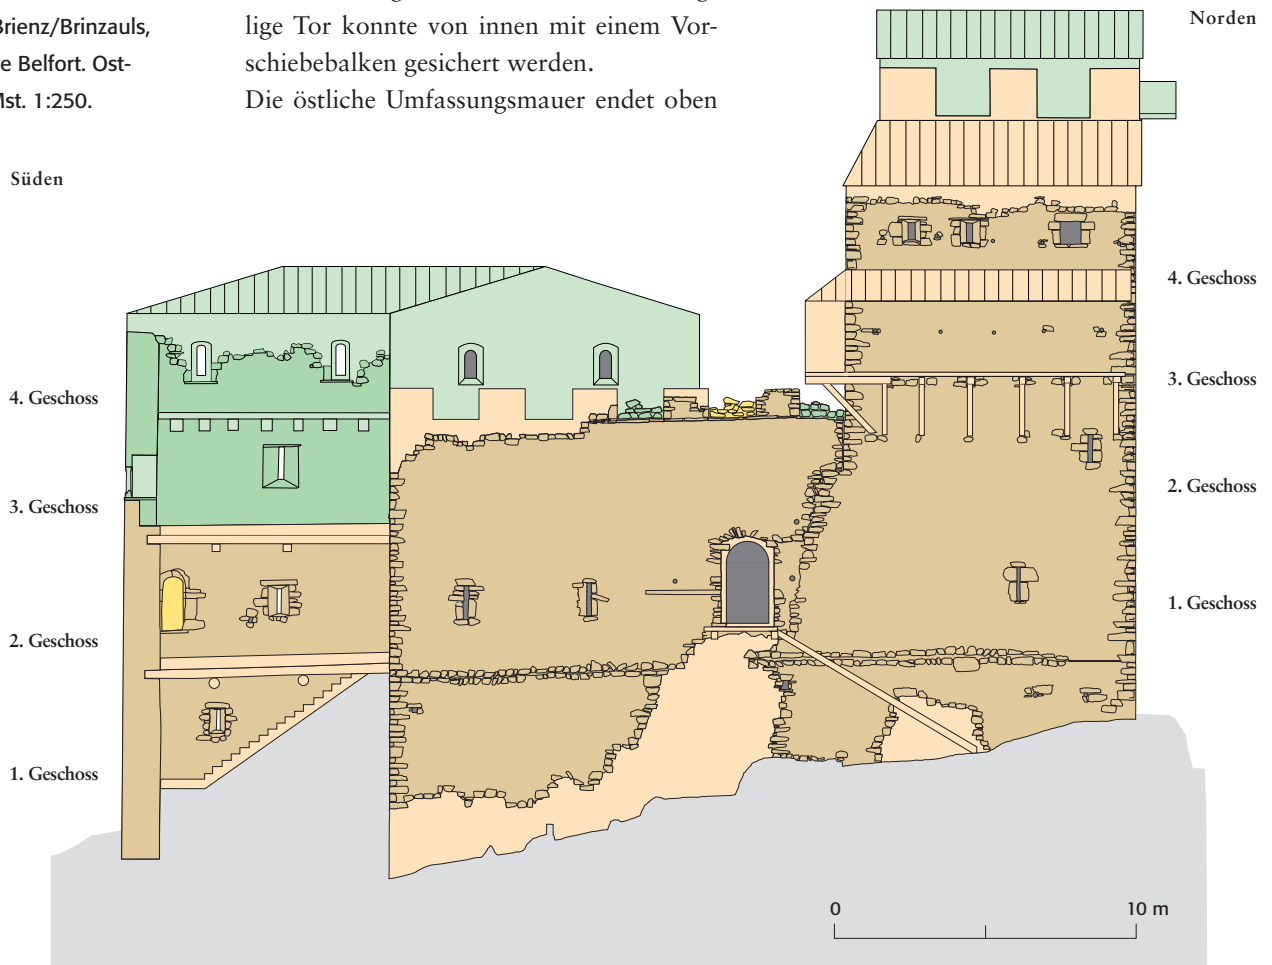 Brienz/Brinzauls,
e Belfort. Ost-
Mst. 1:250.
lige Tor konnte von innen mit einem Vor-
schiebebalken gesichert werden.
Die östliche Umfassungsmauer endet oben
Norden
Süden
4. Geschoss
3. Geschoss
2. Geschoss
1. Geschoss
4. Geschoss
3. Geschoss
2. Geschoss
1. Geschoss
0 10 m